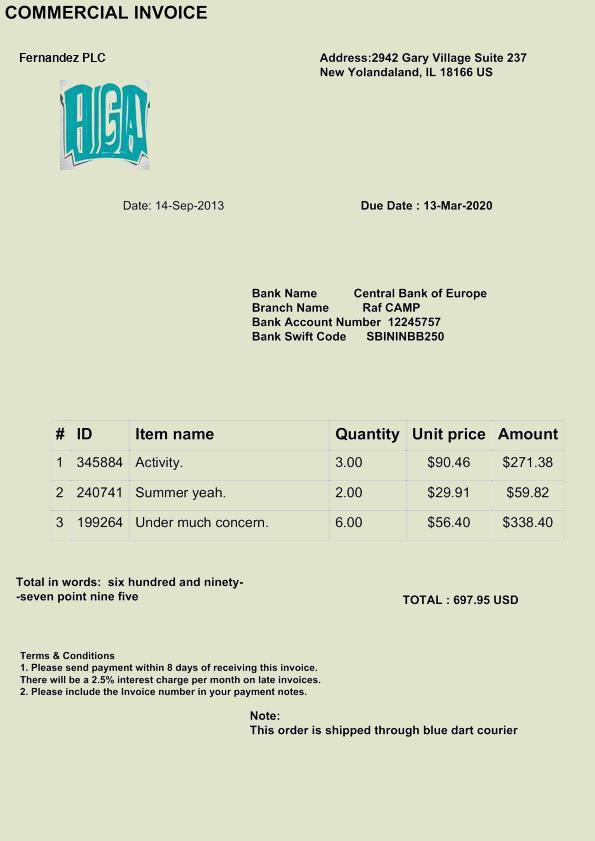 COMMERCIAL INVOICE
Fernandez PLC
Address:2942 Gary Village Suite 237
New Yolandaland, IL 18166 US
Date: 14-Sep-2013 Due Date : 13-Mar-2020
Bank Name Central Bank of Europe
Branch Name Raf CAMP
Bank Account Number 12245757
Bank Swift Code SBININBB250
# ID Item name Quantity Unit price Amount
1 345884 Activity. 3.00 $90.46 $271.38
2 240741 Summer yeah. 2.00 $29.91 $59.82
3 199264 Under much concern. 6.00 $56.40 $338.40
Total in words: six hundred and ninety-
-seven point nine five
TOTAL : 697.95 USD
Terms & Conditions
1. Please send payment within 8 days of receiving this invoice.
There will be a 2.5% interest charge per month on late invoices.
2. Please include the Invoice number in your payment notes.
Note:
This order is shipped through blue dart courier